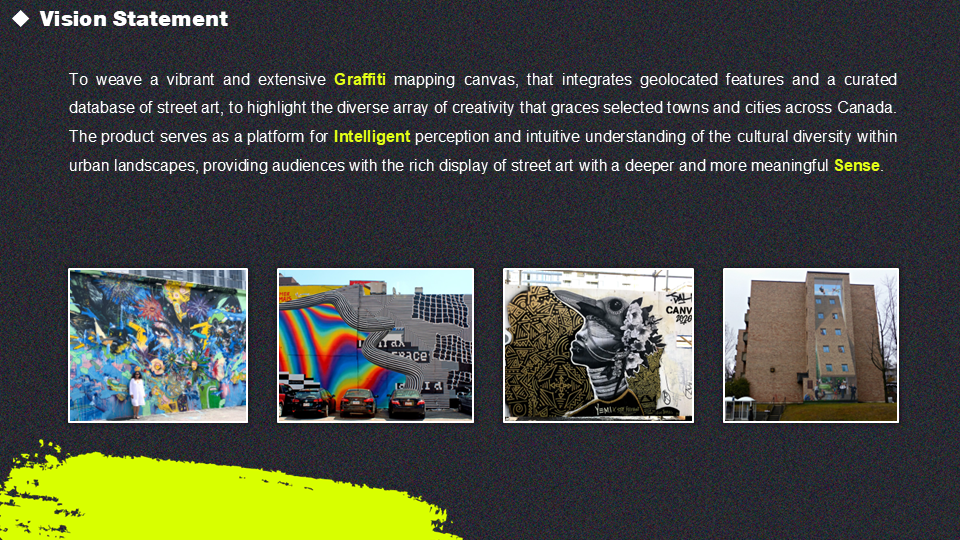 Vision Statement
To weave a vibrant and extensive Graffiti mapping canvas, that integrates geolocated features and a curated
database of street art, to highlight the diverse array of creativity that graces selected towns and cities across Canada.
The product serves as a platform for Intelligent perception and intuitive understanding of the cultural diversity within
urban landscapes, providing audiences with the rich display of street art with a deeper and more meaningful Sense.
CANV
2020